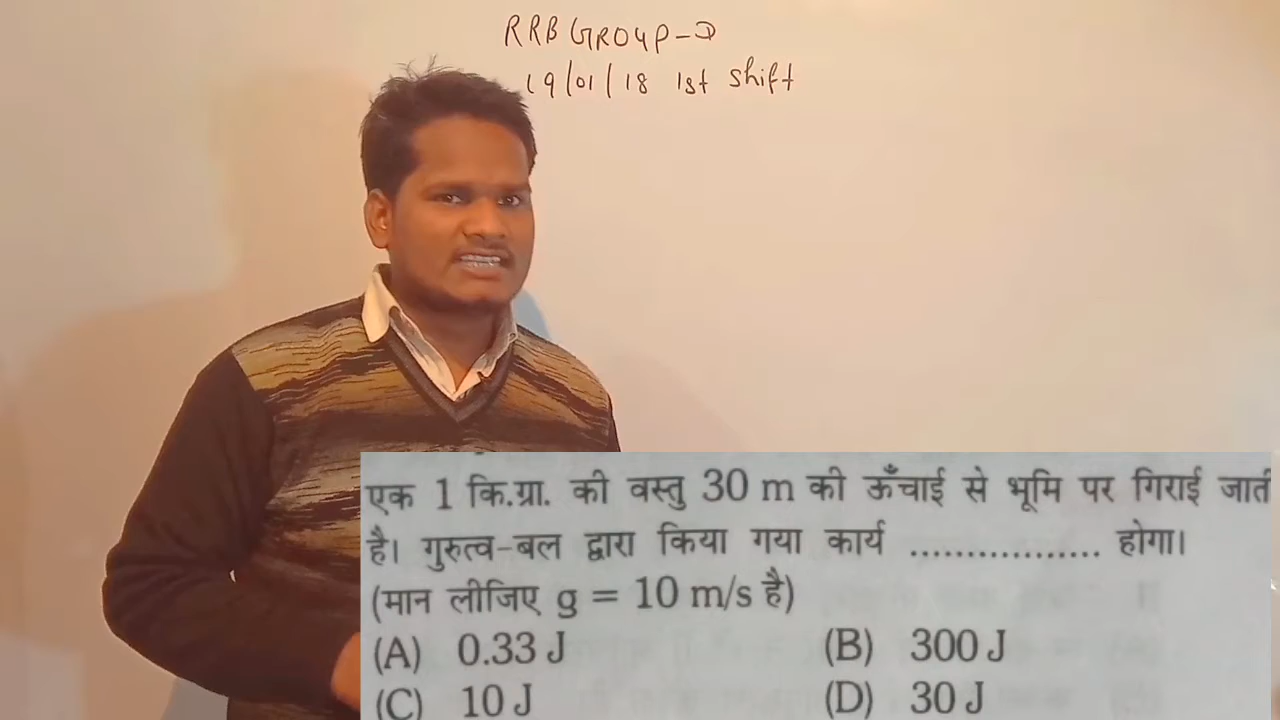 RRB GROUP-D
19/01/18 1st shift
एक 1 कि.ग्रा. की वस्तु 30 m की ऊँचाई से भूमि पर गिराई जाती
है। गुरुत्व-बल द्वारा किया गया कार्य ................. होगा।
(मान लीजिए g = 10 m/s है)
(A) 0.33 J (B) 300 J
(C) 10 J (D) 30 J